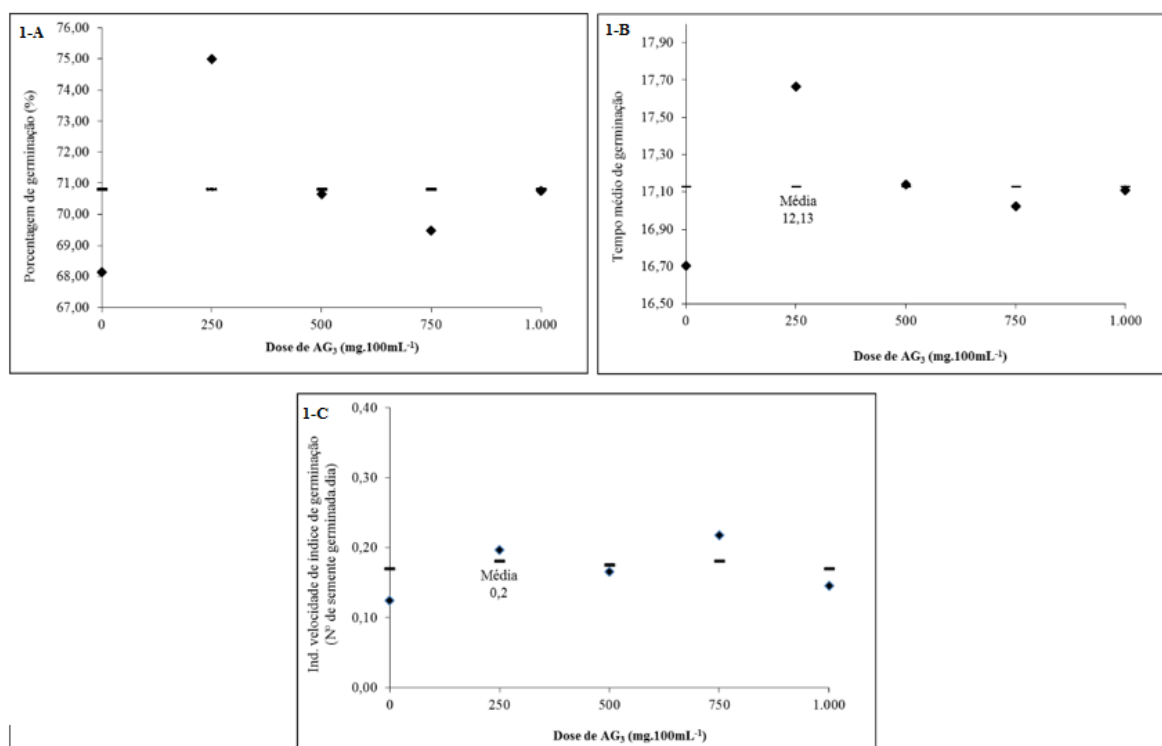 1-A
Porcentagem de germinação (%)
76,00
75,00
74,00
73,00
72,00
71,00
70,00
69,00
68,00
67,00
0 250 500 750 1.000
Dose de AG₃ (mg.100mL⁻¹)
1-B
Tempo médio de germinação
17,90
17,70
17,50
17,30
17,10
16,90
16,70
16,50
Média
12,13
0 250 500 750 1.000
Dose de AG₃ (mg.100mL⁻¹)
1-C
Ind. velocidade de índice de germinação
(Nº de semente germinada.dia)
0,40
0,30
0,20
0,10
0,00
Média
0,2
0 250 500 750 1.000
Dose de AG₃ (mg.100mL⁻¹)